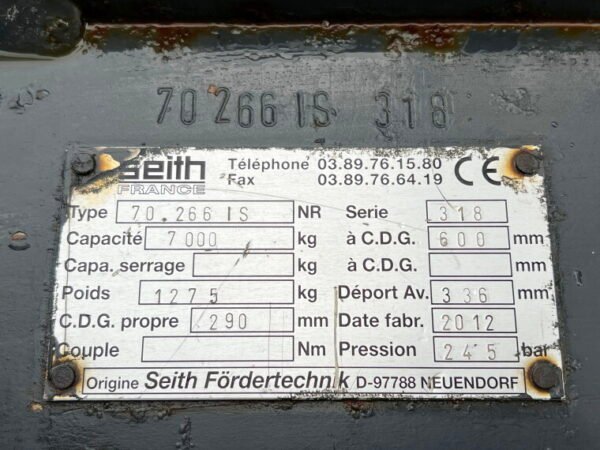 70 266 IS 318
seith
FRANCE
Téléphone 03.89.76.15.80
Fax 03.89.76.64.19
CE
Type 70.266 IS NR Serie 318
Capacité 7000 kg à C.D.G. 600 mm
Capa. serrage kg à C.D.G. mm
Poids 1275 kg Déport Av. 336 mm
C.D.G. propre 290 mm Date fabr. 2012
Couple Nm Pression 245 bar
Origine Seith Fördertechnik D-97788 NEUENDORF